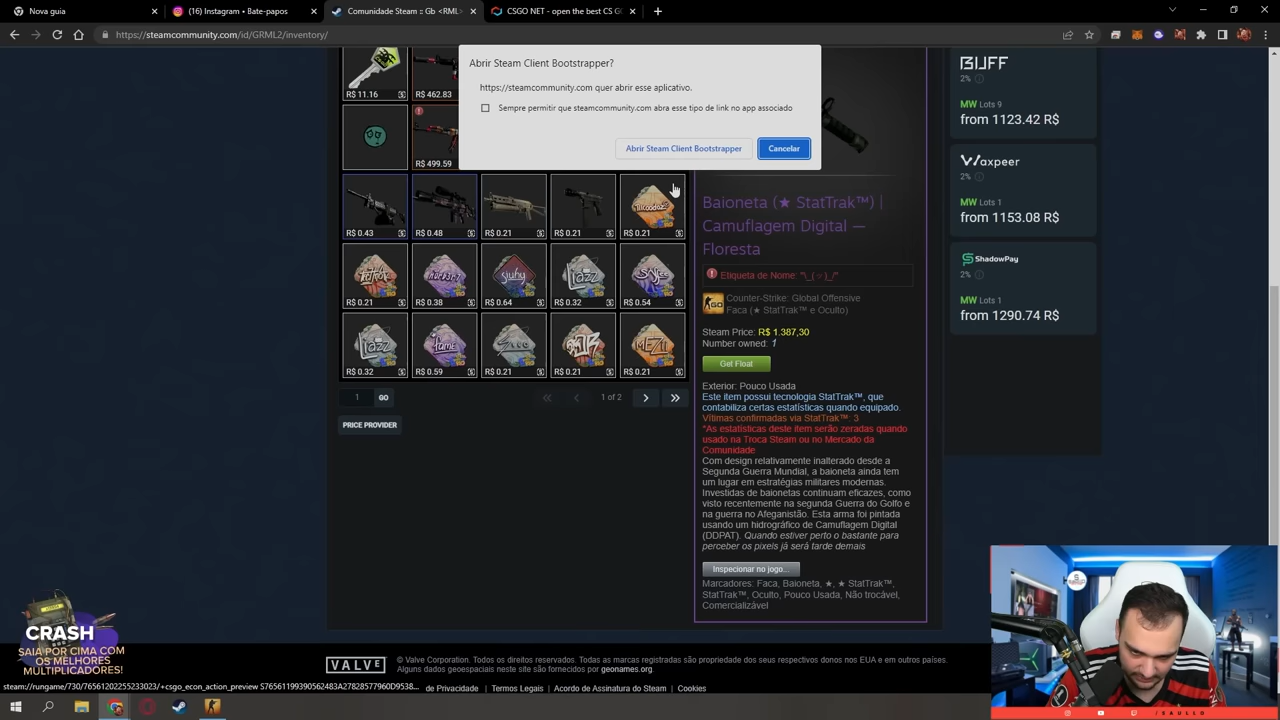 Nova guia
(16) Instagram • Bate-papos
Comunidade Steam :: Gb <RML>
CSGO NET - open the best CS GO
https://steamcommunity.com/id/GRML2/inventory/
Abrir Steam Client Bootstrapper?
https://steamcommunity.com quer abrir esse aplicativo.
Sempre permitir que steamcommunity.com abra esse tipo de link no app associado
Abrir Steam Client Bootstrapper
Cancelar
R$ 11.16
R$ 462.83
R$ 499.59
R$ 0.43
R$ 0.48
R$ 0.21
R$ 0.21
R$ 0.21
R$ 0.21
R$ 0.38
R$ 0.64
R$ 0.32
R$ 0.54
R$ 0.32
R$ 0.59
R$ 0.21
R$ 0.21
R$ 0.21
1
GO
1 of 2
PRICE PROVIDER
Baioneta (★ StatTrak™) |
Camuflagem Digital —
Floresta
Counter-Strike: Global Offensive
Faca (★ StatTrak™ e Oculto)
Steam Price: R$ 1.387,30
Number owned: 1
Get Float
Exterior: Pouco Usada
Este item possui tecnologia StatTrak™, que
contabiliza certas estatísticas quando equipado.
Vítimas confirmadas via StatTrak™: 3
*As estatísticas deste item serão zeradas quando
usado na Troca Steam ou no Mercado da
Comunidade
Com design relativamente inalterado desde a
Segunda Guerra Mundial, a baioneta ainda tem
um lugar em estratégias militares modernas.
Investidas de baionetas continuam eficazes, como
visto recentemente na segunda Guerra do Golfo e
na guerra no Afeganistão. Esta arma foi pintada
usando um hidrográfico de Camuflagem Digital
(DDPAT). Quando estiver perto o bastante para
perceber os pixels já será tarde demais
Inspecionar no jogo...
Marcadores: Faca, Baioneta, ★, ★ StatTrak™,
StatTrak™, Oculto, Pouco Usada, Não trocável,
Comercializável
BUFF
2%
MW Lots 9
from 1123.42 R$
waxpeer
2%
MW Lots 1
from 1153.08 R$
ShadowPay
2%
MW Lots 1
from 1290.74 R$
CRASH
SAIA POR CIMA COM
OS MELHORES
MULTIPLICADORES!
VALVE
© Valve Corporation. Todos os direitos reservados. Todas as marcas registradas são propriedade dos seus respectivos donos nos EUA e em outros países.
Alguns dados geoespaciais neste site são fornecidos por geonames.org.
de Privacidade | Termos Legais | Acordo de Assinatura do Steam | Cookies